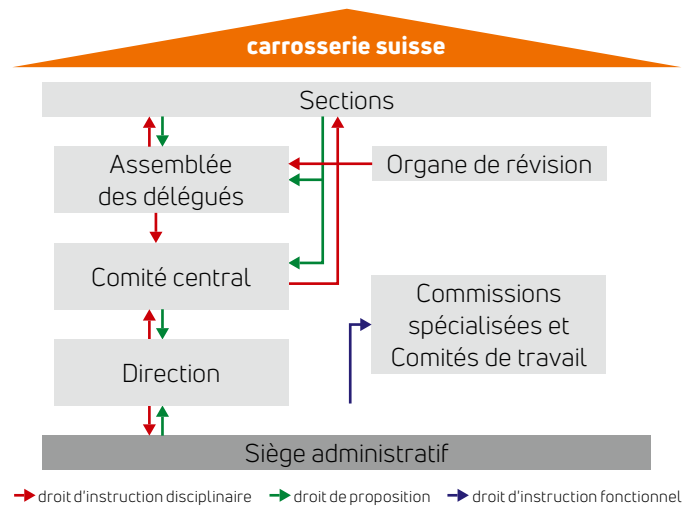 carrosserie suisse
Sections
Assemblée
des délégués
Organe de révision
Comité central
Commissions
spécialisées et
Comités de travail
Direction
Siège administratif
droit d'instruction disciplinaire droit de proposition droit d'instruction fonctionnel